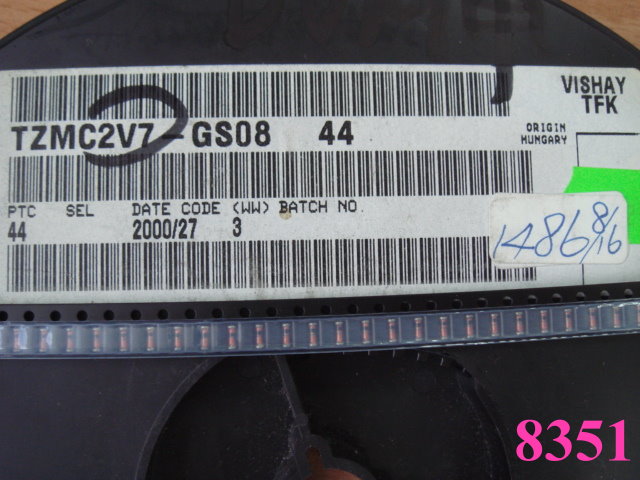 VISHAY
TFK
TZMC2V7-GS08 44
ORIGIN
HUNGARY
PTC SEL DATE CODE (WW) BATCH NO.
44 2000/27 3
1486 8/16
8351